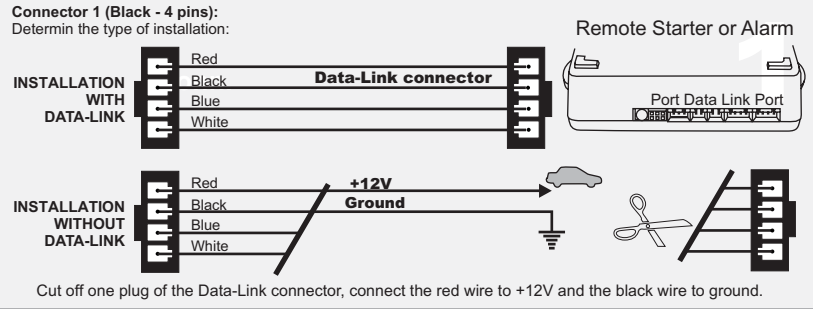 Connector 1 (Black - 4 pins):
Determin the type of installation:
Remote Starter or Alarm
1
INSTALLATION
WITH
DATA-LINK
Red
Black
Blue
White
Data-Link connector
Port Data Link Port
INSTALLATION
WITHOUT
DATA-LINK
Red
Black
Blue
White
+12V
Ground
Cut off one plug of the Data-Link connector, connect the red wire to +12V and the black wire to ground.